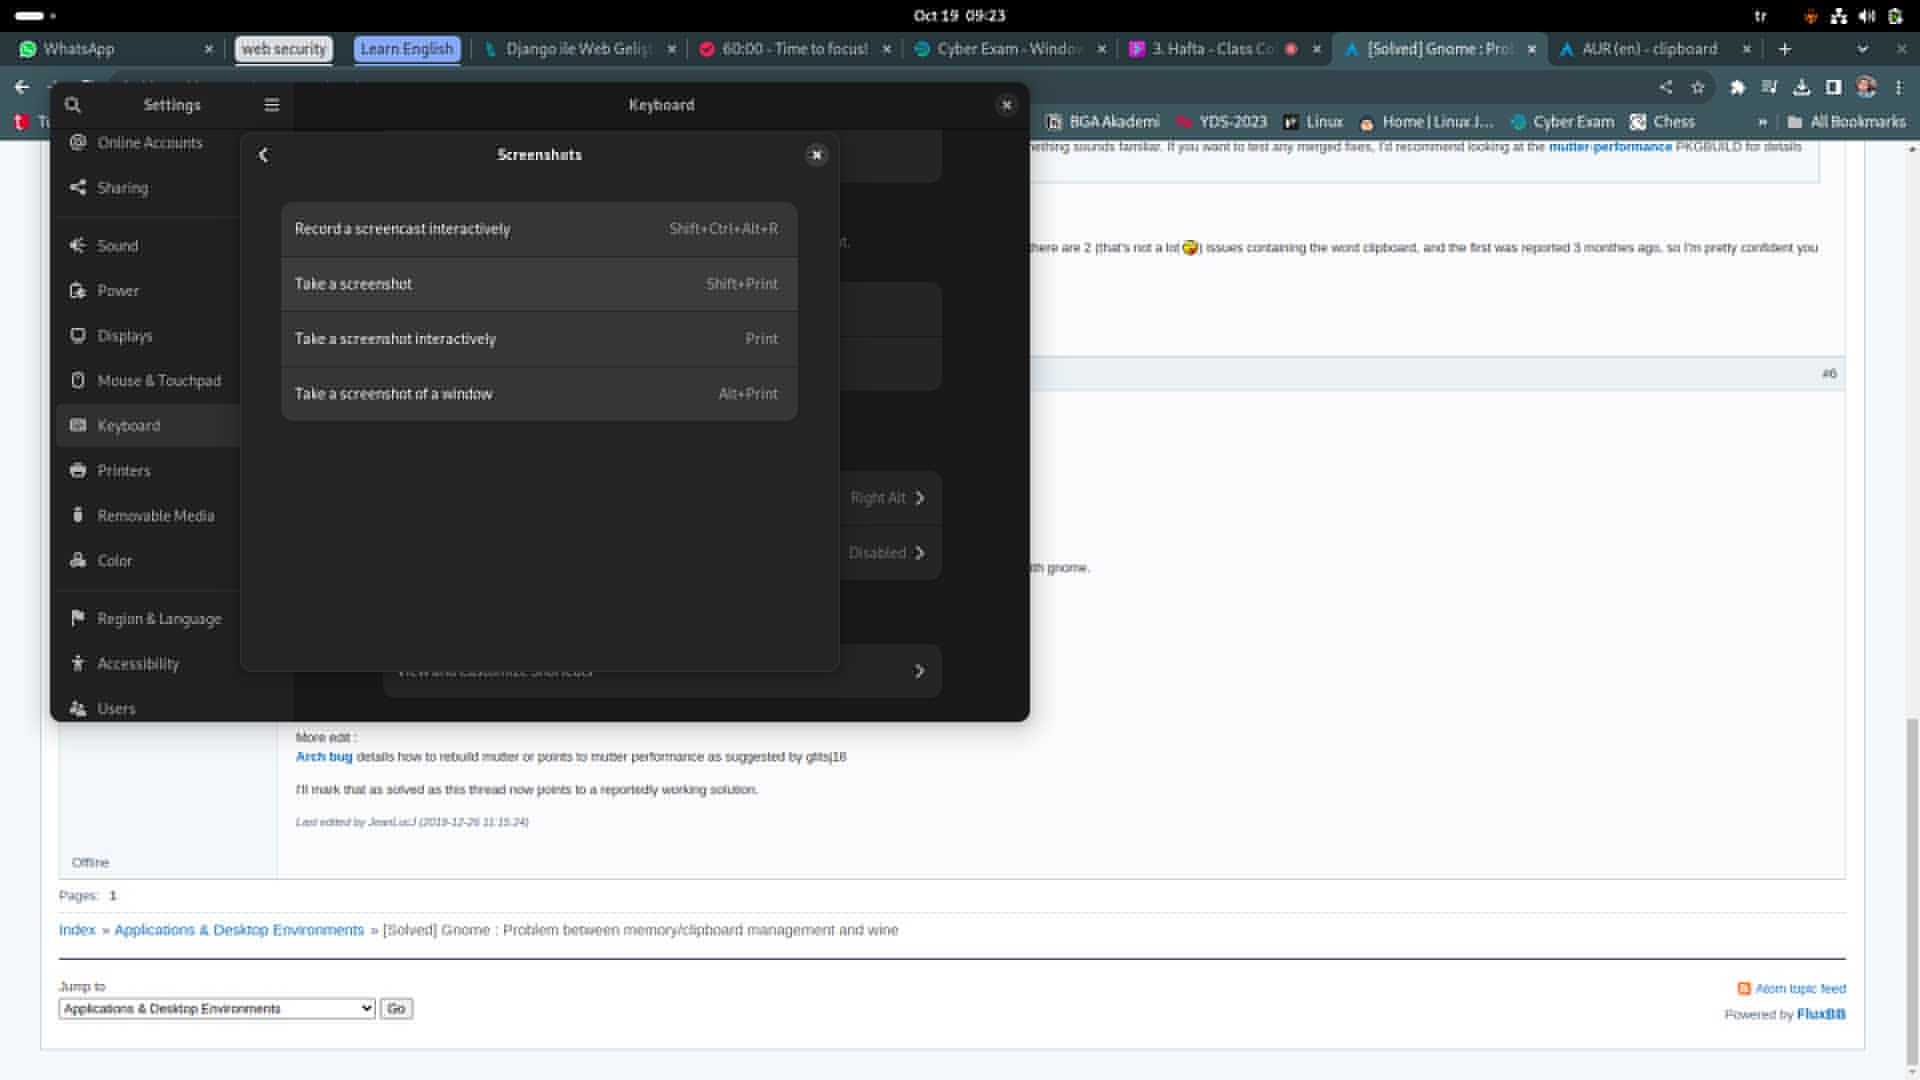 Oct 19 09:23
tr
WhatsApp
web security
Learn English
Django ile Web Geliş
60:00 - Time to focus!
Cyber Exam - Window
3. Hafta - Class Co
[Solved] Gnome : Pro
AUR (en) - clipboard
Settings
Keyboard
BGA Akademi
YDS-2023
Linux
Home | Linux J...
Cyber Exam
Chess
»
All Bookmarks
Online Accounts
Sharing
Sound
Power
Displays
Mouse & Touchpad
Keyboard
Printers
Removable Media
Color
Region & Language
Accessibility
Users
Screenshots
Record a screencast interactively Shift+Ctrl+Alt+R
Take a screenshot Shift+Print
Take a screenshot interactively Print
Take a screenshot of a window Alt+Print
Right Alt
Disabled
View and Customize Shortcuts
mething sounds familiar. If you want to test any merged fixes, I'd recommend looking at the mutter-performance PKGBUILD for details
there are 2 (that's not a lot ) issues containing the word clipboard, and the first was reported 3 monthes ago, so I'm pretty confident you
#6
ith gnome.
More edit :
Arch bug details how to rebuild mutter or points to mutter performance as suggested by
I'll mark that as solved as this thread now points to a reportedly working solution.
Last edited by JeanLucJ (2019-12-26 11:15:24)
Offline
Pages: 1
Index » Applications & Desktop Environments » [Solved] Gnome : Problem between memory/clipboard management and wine
Jump to
Applications & Desktop Environments Go
Atom topic feed
Powered by FluxBB